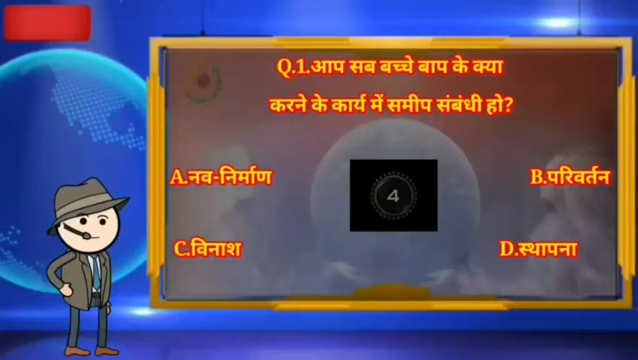 Q.1.आप सब बच्चे बाप के क्या
करने के कार्य में समीप संबंधी हो?
A.नव-निर्माण
B.परिवर्तन
4
C.विनाश
D.स्थापना